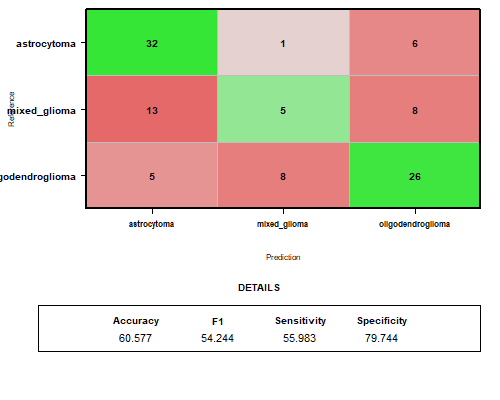 astrocytoma 32 1 6
Reference
mixed_glioma 13 5 8
godendroglioma 5 8 26
astrocytoma mixed_glioma oligodendroglioma
Prediction
DETAILS
Accuracy F1 Sensitivity Specificity
60.577 54.244 55.983 79.744